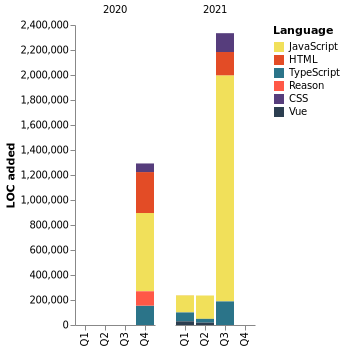 2020 2021
Language
JavaScript
HTML
TypeScript
Reason
CSS
Vue
LOC added
2,400,000
2,200,000
2,000,000
1,800,000
1,600,000
1,400,000
1,200,000
1,000,000
800,000
600,000
400,000
200,000
0
Q1 Q2 Q3 Q4 Q1 Q2 Q3 Q4